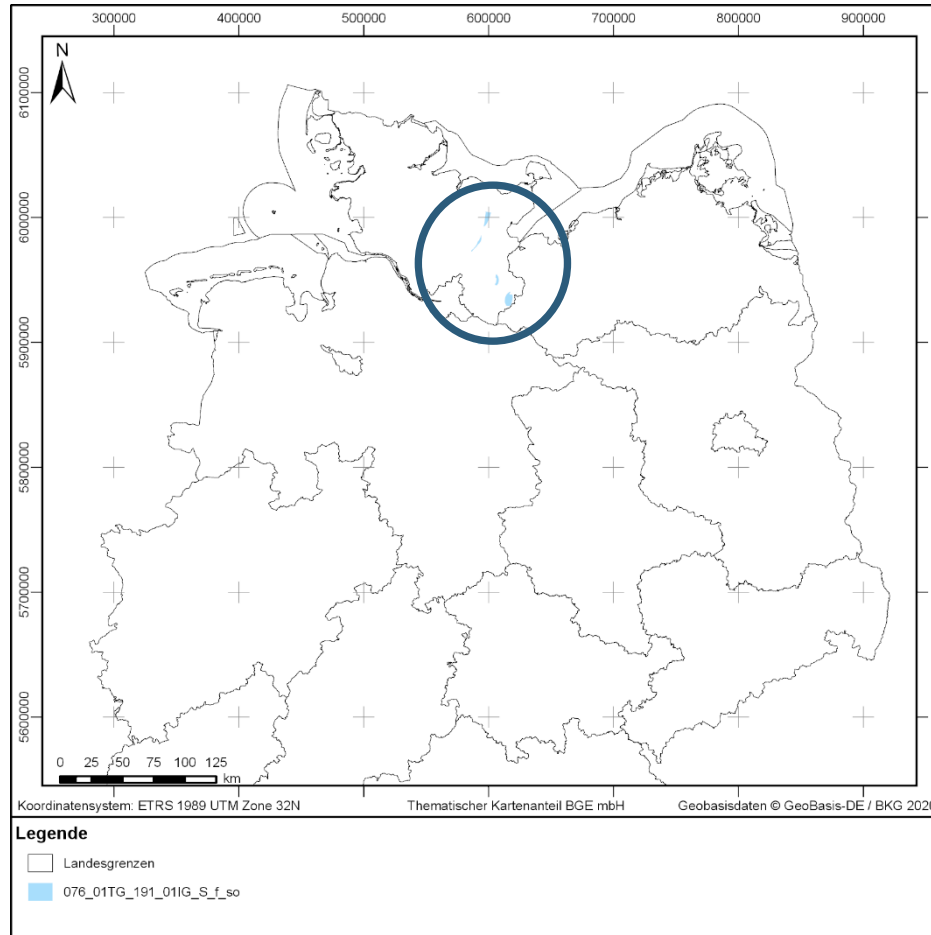 300000 400000 500000 600000 700000 800000 900000
N
6100000
6000000
5900000
5800000
5700000
5600000
0 25 50 75 100 125
km
Koordinatensystem: ETRS 1989 UTM Zone 32N Thematischer Kartenanteil BGE mbH Geobasisdaten © GeoBasis-DE / BKG 2020
Legende
Landesgrenzen
076_01TG_191_01IG_S_f_so